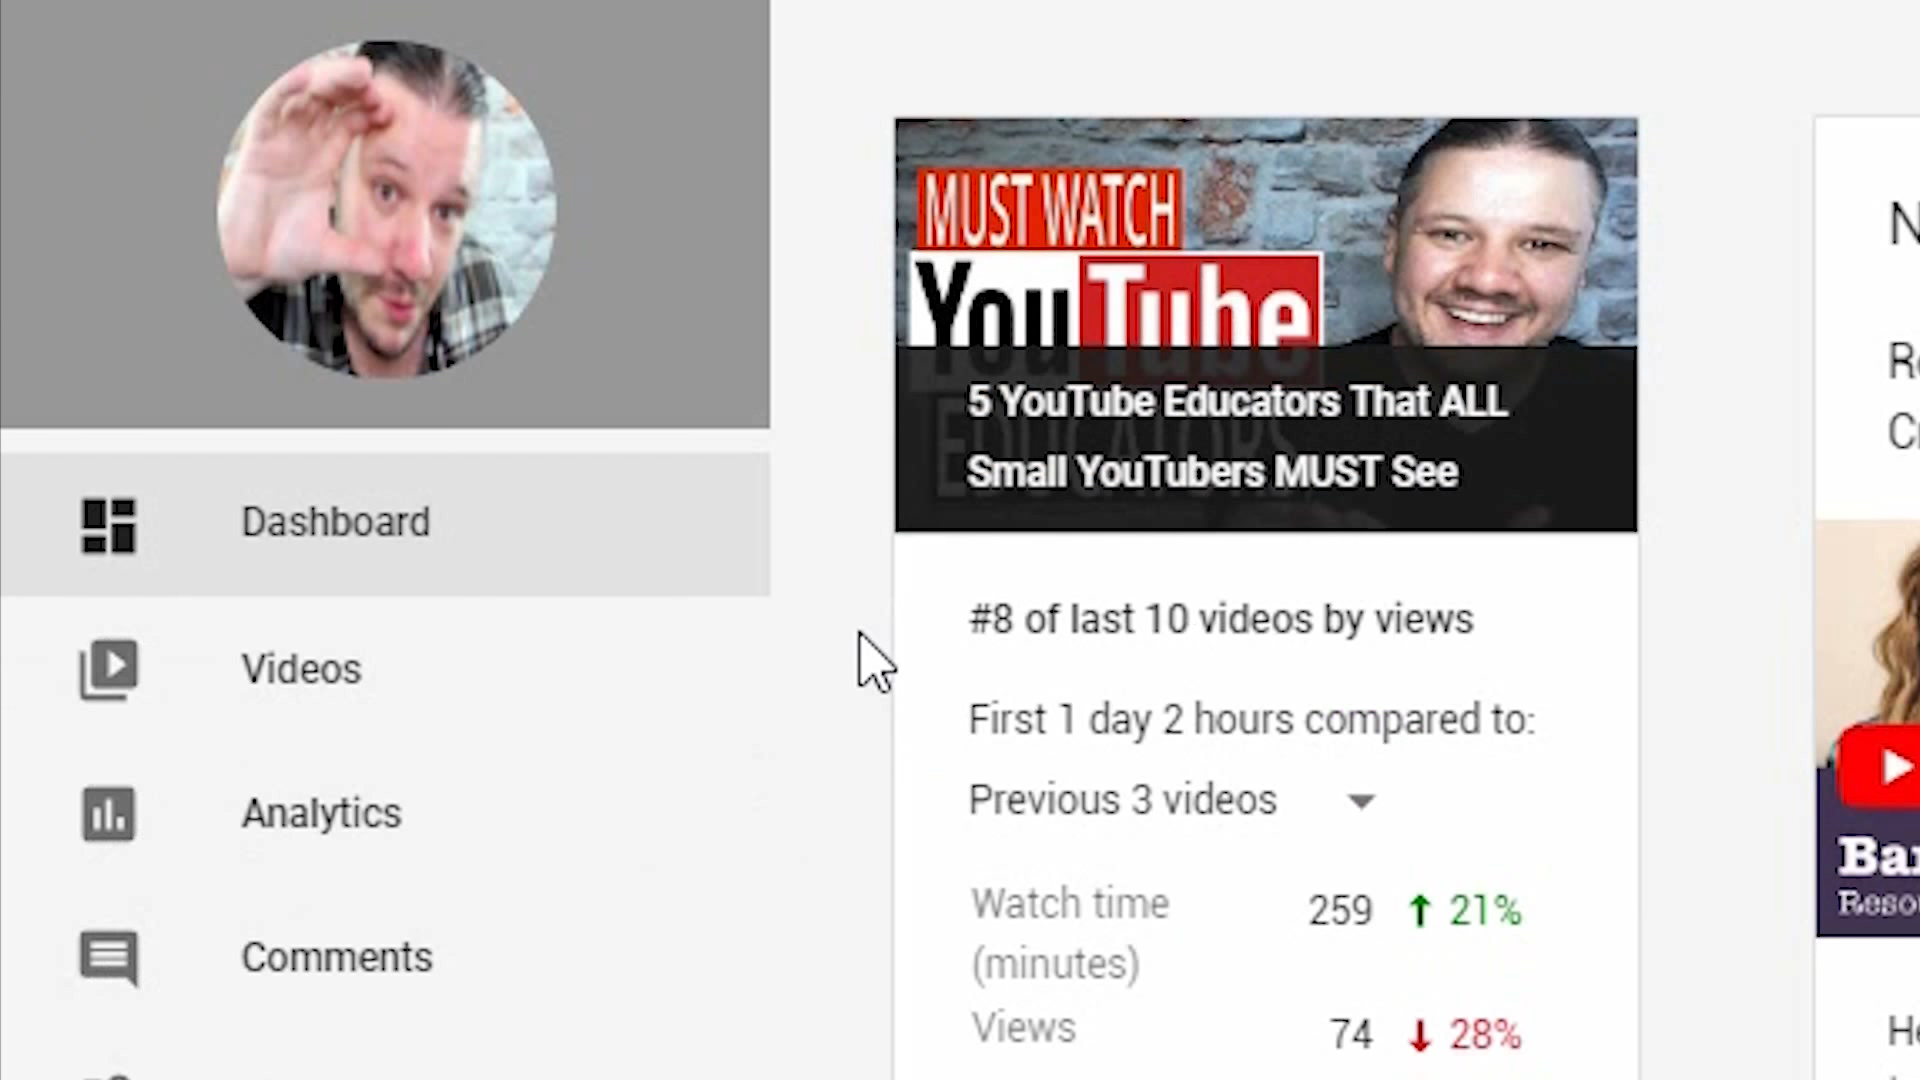 MUST WATCH
YouTube
EDUCATORS
5 YouTube Educators That ALL
Small YouTubers MUST See
Dashboard
Videos
Analytics
Comments
#8 of last 10 videos by views
First 1 day 2 hours compared to:
Previous 3 videos
Watch time 259 21%
(minutes)
Views 74 28%